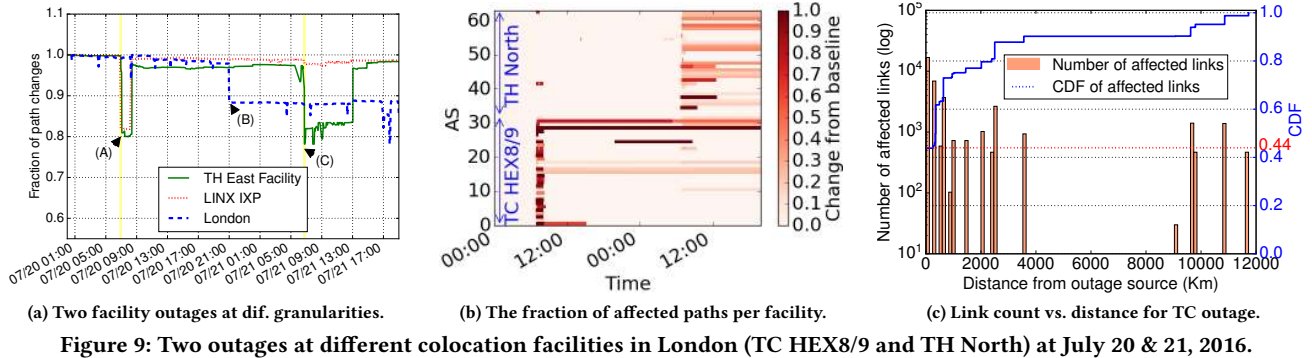 1.1
1.0
0.9
0.8
0.7
0.6
Fraction of path changes
(A)
(B)
(C)
TH East Facility
LINX IXP
London
07/20 01:00
07/20 05:00
07/20 09:00
07/20 13:00
07/20 17:00
07/20 21:00
07/21 01:00
07/21 05:00
07/21 09:00
07/21 13:00
07/21 17:00
(a) Two facility outages at dif. granularities.
60
50
40
30
20
10
0
AS
TH North
TC HEX8/9
00:00
12:00
00:00
12:00
Time
1.0
0.9
0.8
0.7
0.6
0.5
0.4
0.3
0.2
0.1
0.0
Change from baseline
(b) The fraction of affected paths per facility.
10^5
10^4
10^3
10^2
10^1
Number of affected links (log)
Number of affected links
CDF of affected links
1.0
0.8
0.6
0.44
0.4
0.2
0.0
CDF
0
2000
4000
6000
8000
10000
12000
Distance from outage source (Km)
(c) Link count vs. distance for TC outage.
Figure 9: Two outages at different colocation facilities in London (TC HEX8/9 and TH North) at July 20 & 21, 2016.